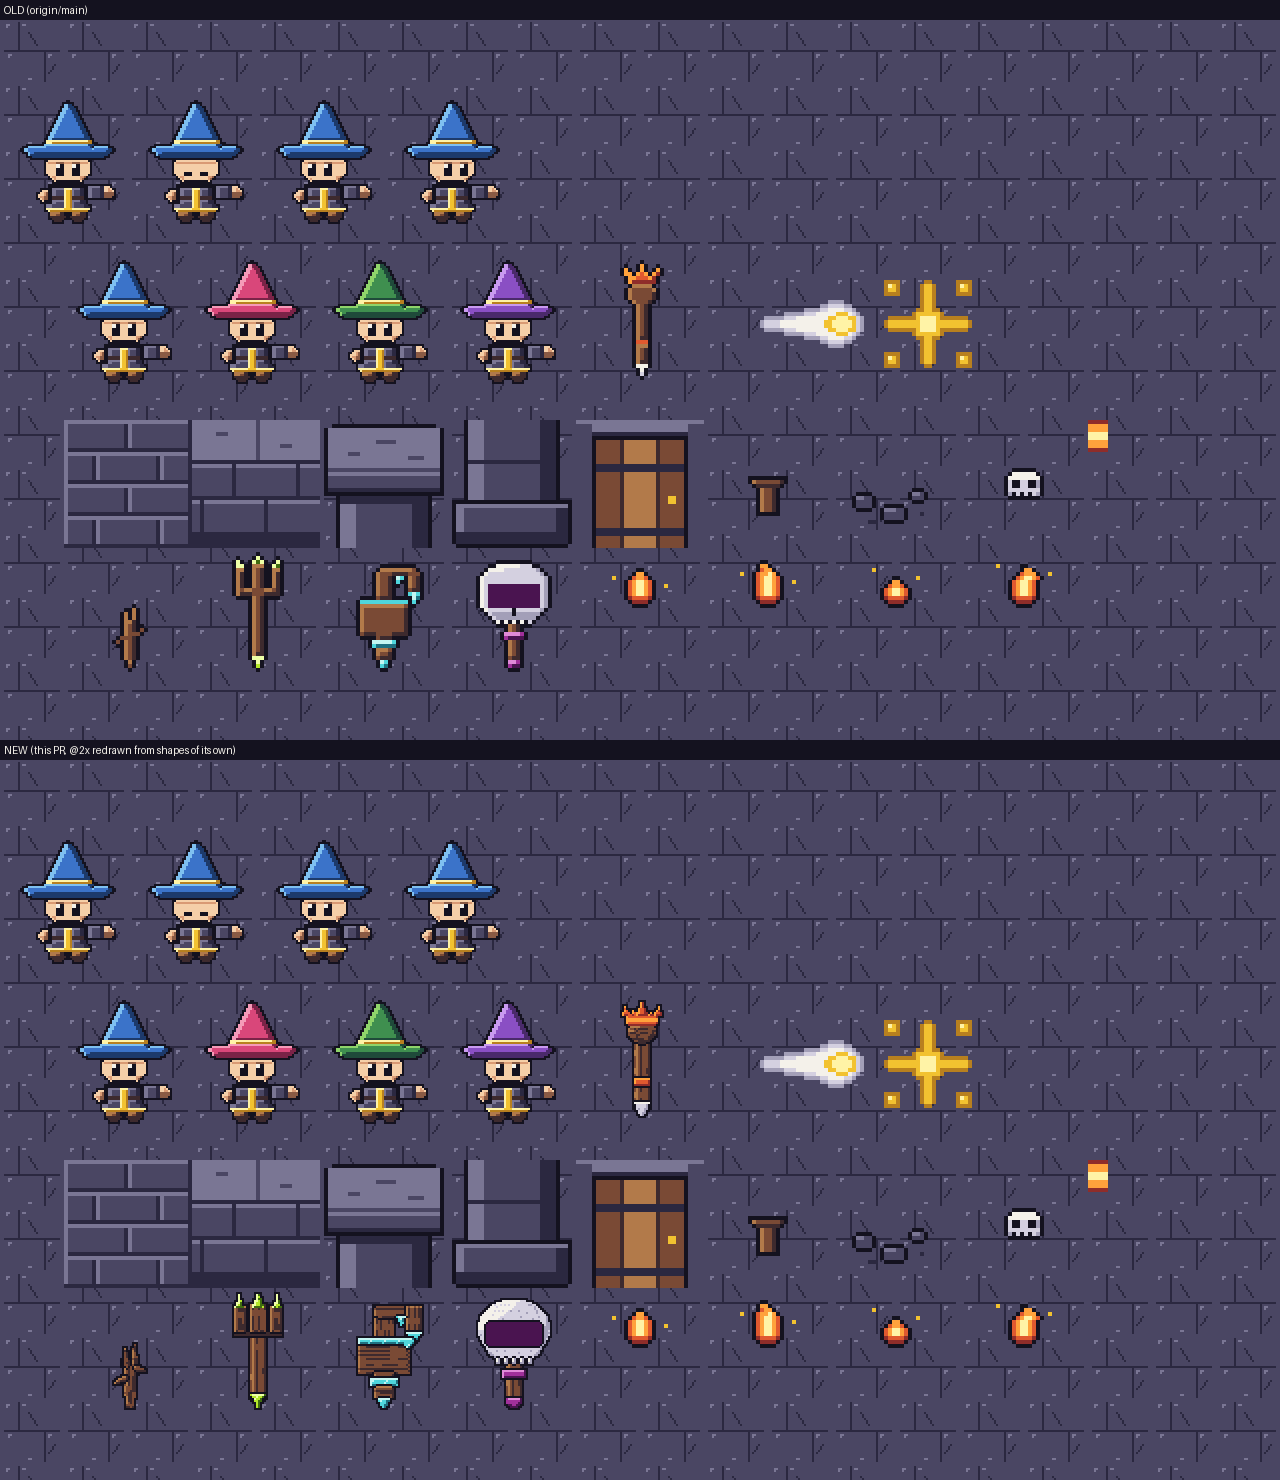 OLD (origin/main)
NEW (this PR, @2x redrawn from shapes of its own)